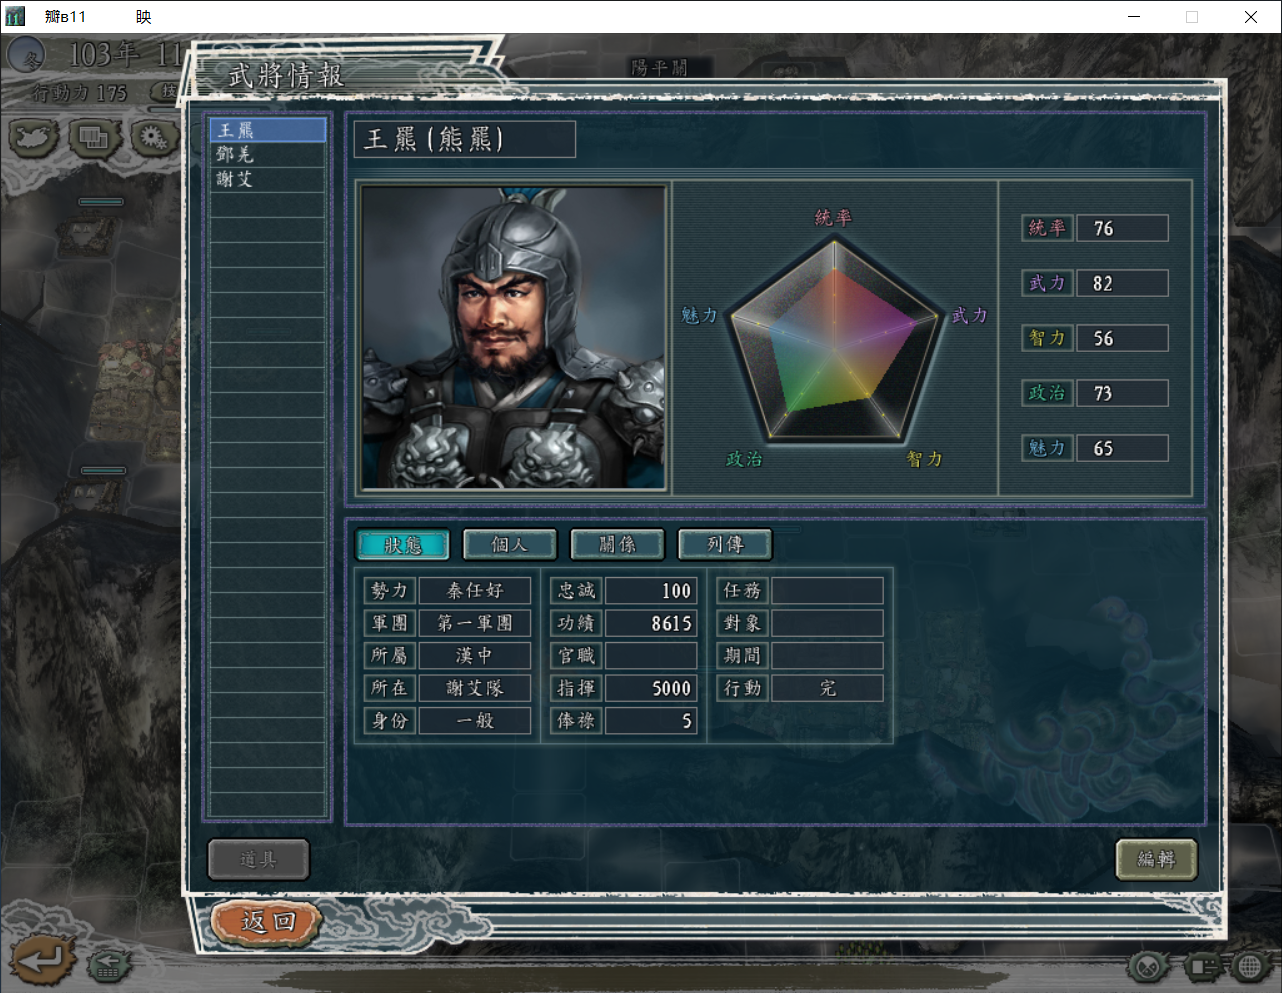 瓣в11 映
103年 11
行動力 175 技
陽平關
武將情報
王羆
鄧羌
謝艾
王羆(熊羆)
統率
武力
智力
政治
魅力
統率 76
武力 82
智力 56
政治 73
魅力 65
狀態 個人 關係 列傳
勢力 秦任好 忠誠 100 任務
軍團 第一軍團 功績 8615 對象
所屬 漢中 官職 期間
所在 謝艾隊 指揮 5000 行動 完
身份 一般 俸祿 5
道具
編輯
返回